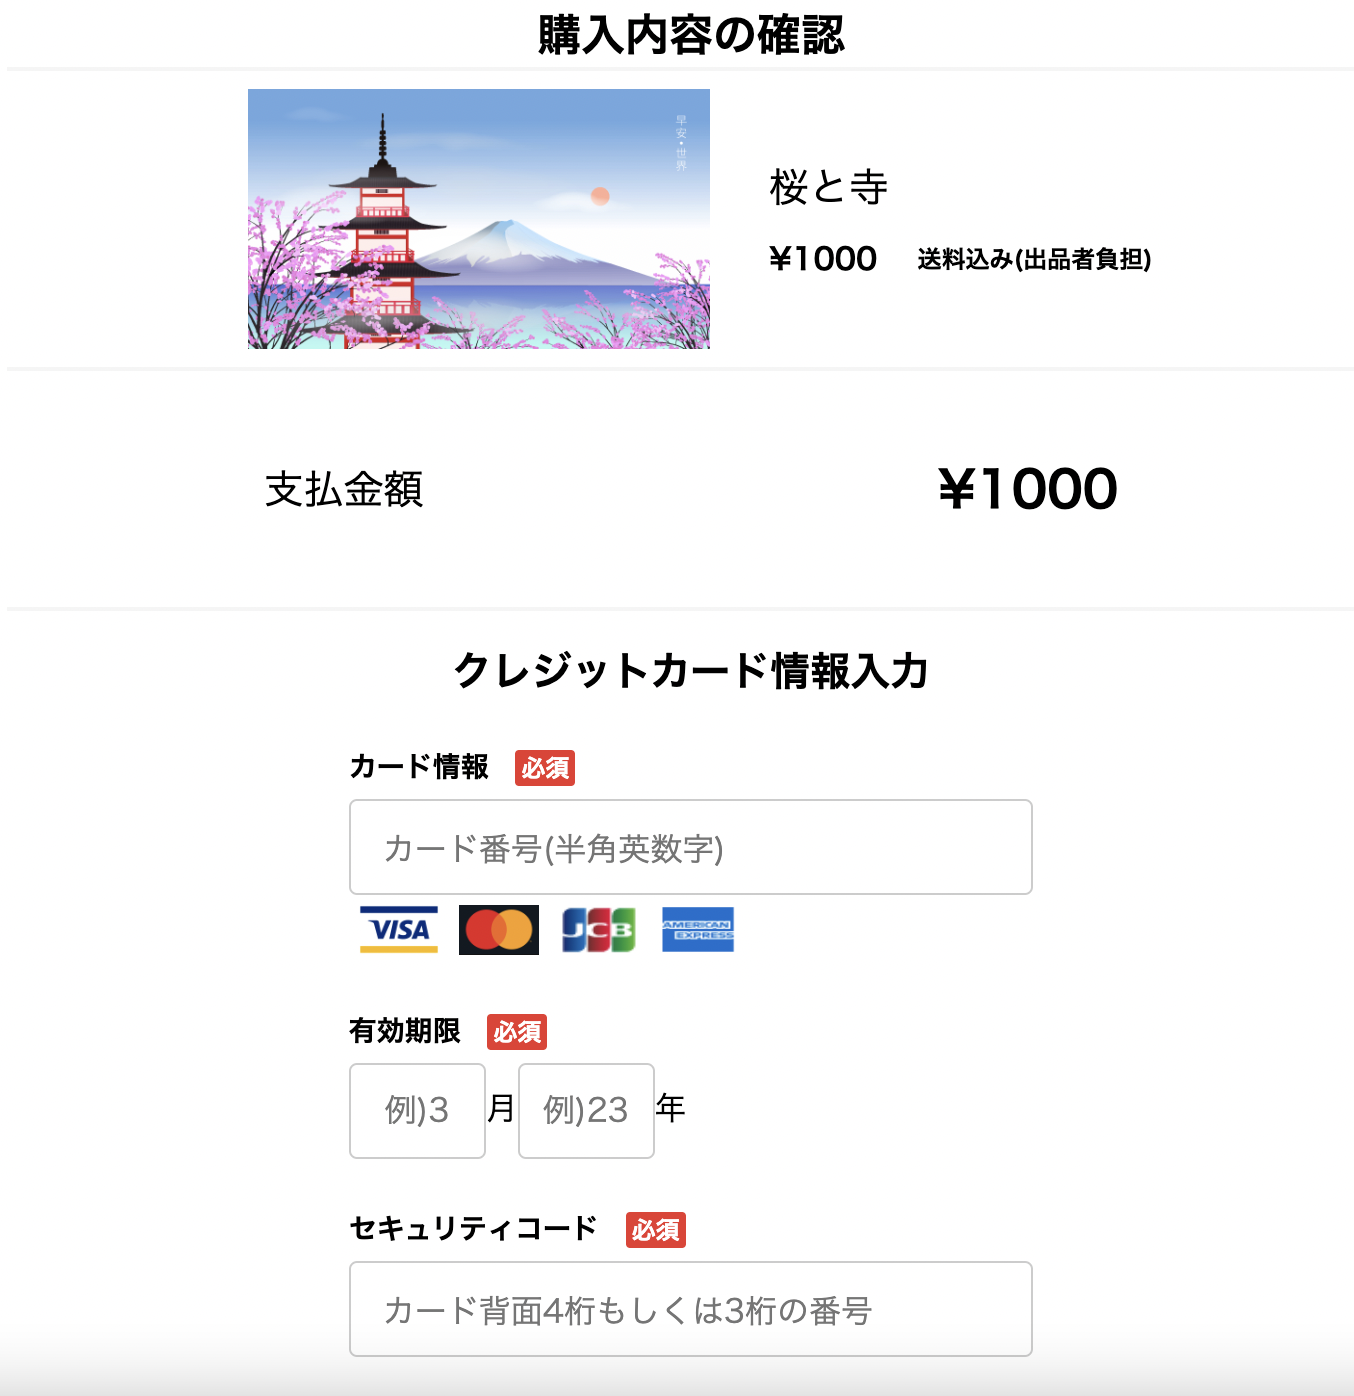 購入内容の確認
早安・世界
桜と寺
¥1000 送料込み(出品者負担)
支払金額 ¥1000
クレジットカード情報入力
カード情報 必須
カード番号(半角英数字)
VISA JCB AMERICAN EXPRESS
有効期限 必須
例)3 月 例)23 年
セキュリティコード 必須
カード背面4桁もしくは3桁の番号